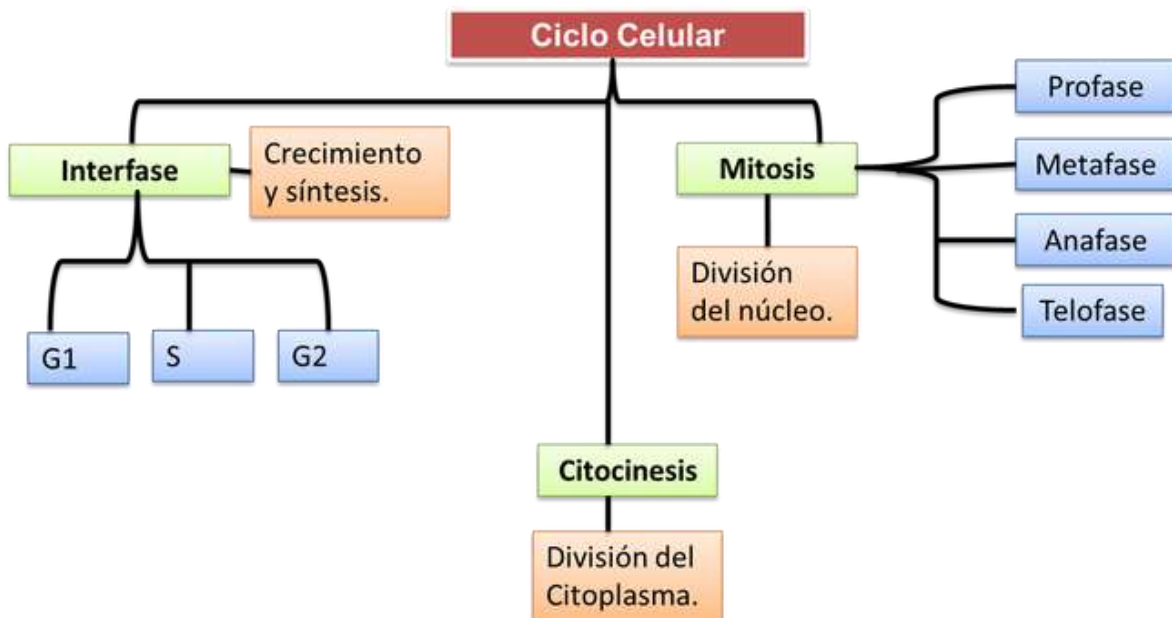 Ciclo Celular
Interfase
Crecimiento
y síntesis.
G1
S
G2
Mitosis
División
del núcleo.
Profase
Metafase
Anafase
Telofase
Citocinesis
División del
Citoplasma.